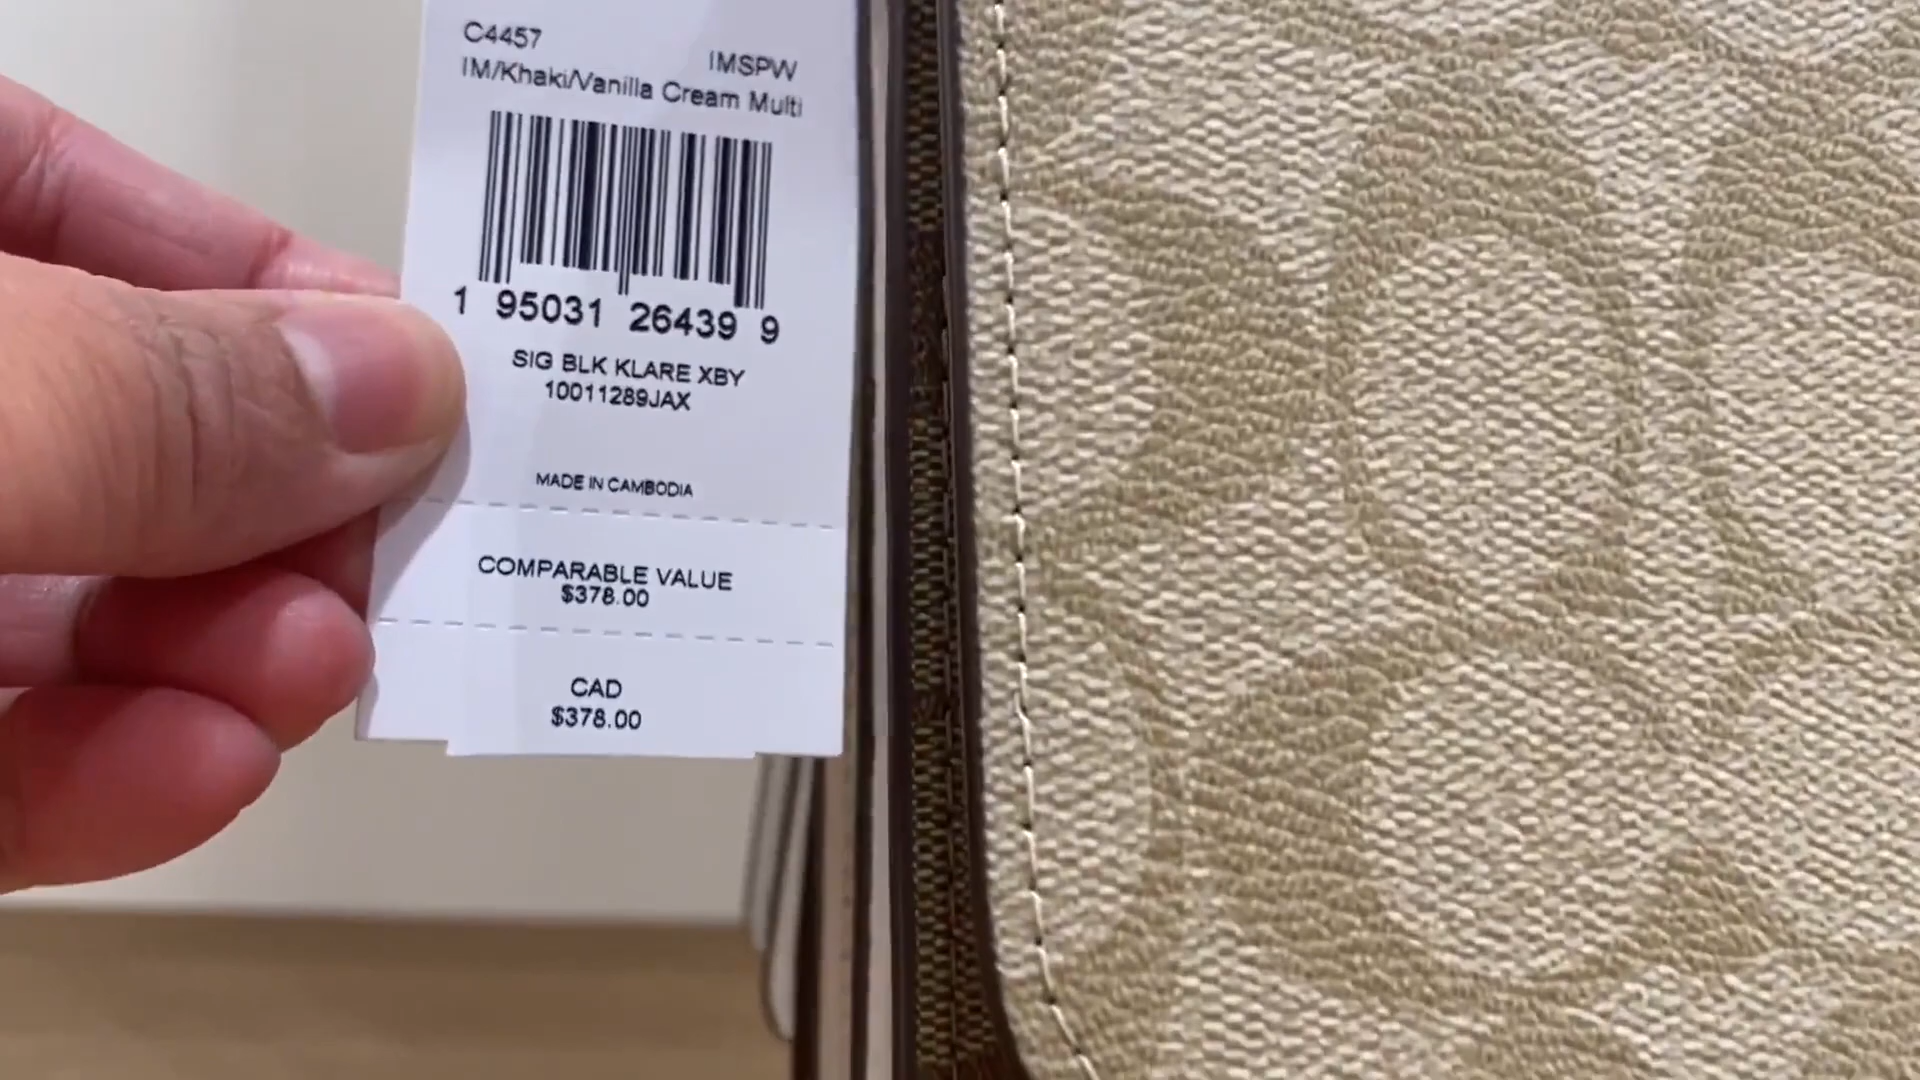 C4457
IMSPW
IM/Khaki/Vanilla Cream Multi
1 95031 26439 9
SIG BLK KLARE XBY
10011289JAX
MADE IN CAMBODIA
COMPARABLE VALUE
$378.00
CAD
$378.00